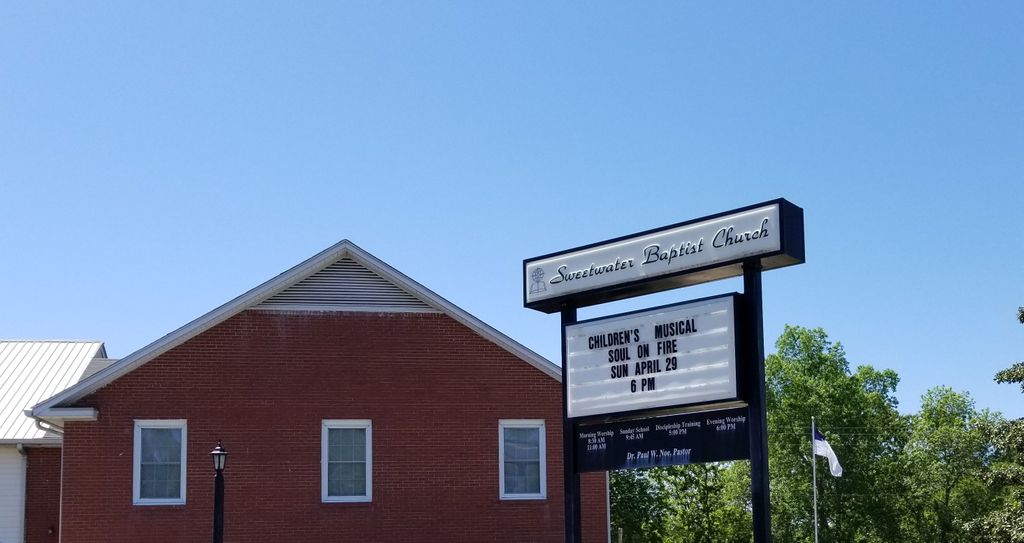 Sweetwater Baptist Church
CHILDREN'S MUSICAL
SOUL ON FIRE
SUN APRIL 29
6 PM
Morning Worship Sunday School Discipleship Training Evening Worship
8:30 AM 9:45 AM 5:00 PM 6:00 PM
11:00 AM
Dr. Paul W. Noe, Pastor